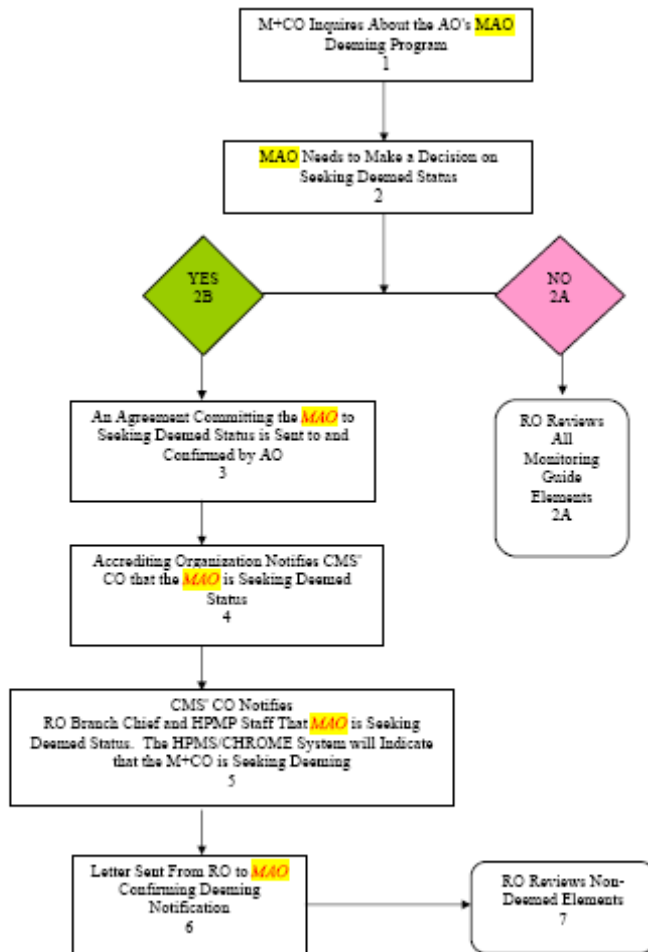 M+CO Inquires About the AO's MAO
Deeming Program
1
MAO Needs to Make a Decision on
Seeking Deemed Status
2
YES
2B
NO
2A
An Agreement Committing the MAO to
Seeking Deemed Status is Sent to and
Confirmed by AO
3
RO Reviews
All
Monitoring
Guide
Elements
2A
Accrediting Organization Notifies CMS'
CO that the MAO is Seeking Deemed
Status
4
CMS' CO Notifies
RO Branch Chief and HPMP Staff That MAO is Seeking
Deemed Status. The HPMS/CHROME System will Indicate
that the M+CO is Seeking Deeming
5
Letter Sent From RO to MAO
Confirming Deeming
Notification
6
RO Reviews Non-
Deemed Elements
7